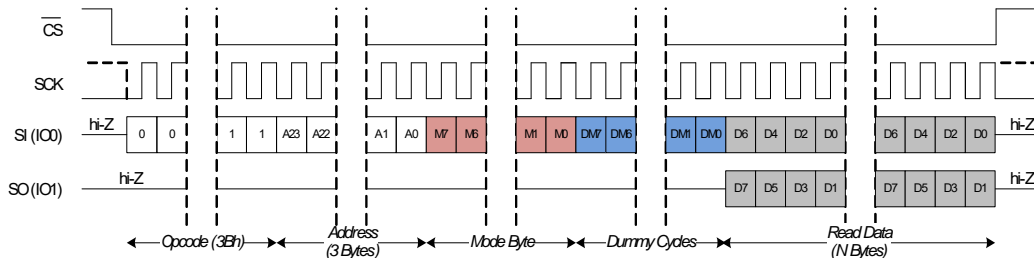 CS
SCK
hi-Z
SI (IO0) 0 0 1 1 A23 A22 A1 A0 M7 M6 M1 M0 DM7 DM6 DM1 DM0 D6 D4 D2 D0 D6 D4 D2 D0 hi-Z
hi-Z
SO (IO1) D7 D5 D3 D1 D7 D5 D3 D1 hi-Z
Opcode (3Bh) Address (3 Bytes) Mode Byte Dummy Cycles Read Data (N Bytes)